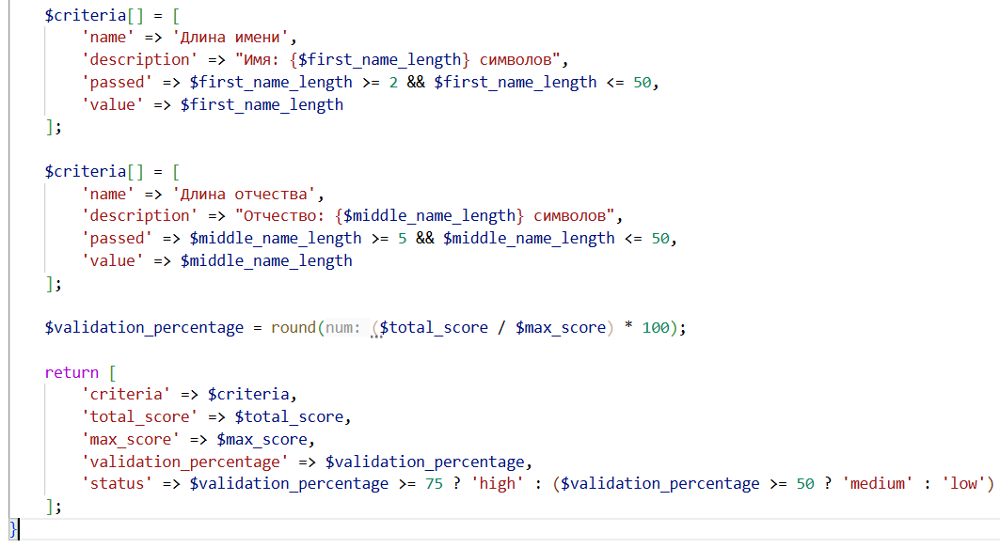 $criteria[] = [
'name' => 'Длина имени',
'description' => "Имя: {$first_name_length} символов",
'passed' => $first_name_length >= 2 && $first_name_length <= 50,
'value' => $first_name_length
];
$criteria[] = [
'name' => 'Длина отчества',
'description' => "Отчество: {$middle_name_length} символов",
'passed' => $middle_name_length >= 5 && $middle_name_length <= 50,
'value' => $middle_name_length
];
$validation_percentage = round(num: ($total_score / $max_score) * 100);
return [
'criteria' => $criteria,
'total_score' => $total_score,
'max_score' => $max_score,
'validation_percentage' => $validation_percentage,
'status' => $validation_percentage >= 75 ? 'high' : ($validation_percentage >= 50 ? 'medium' : 'low')
];
}